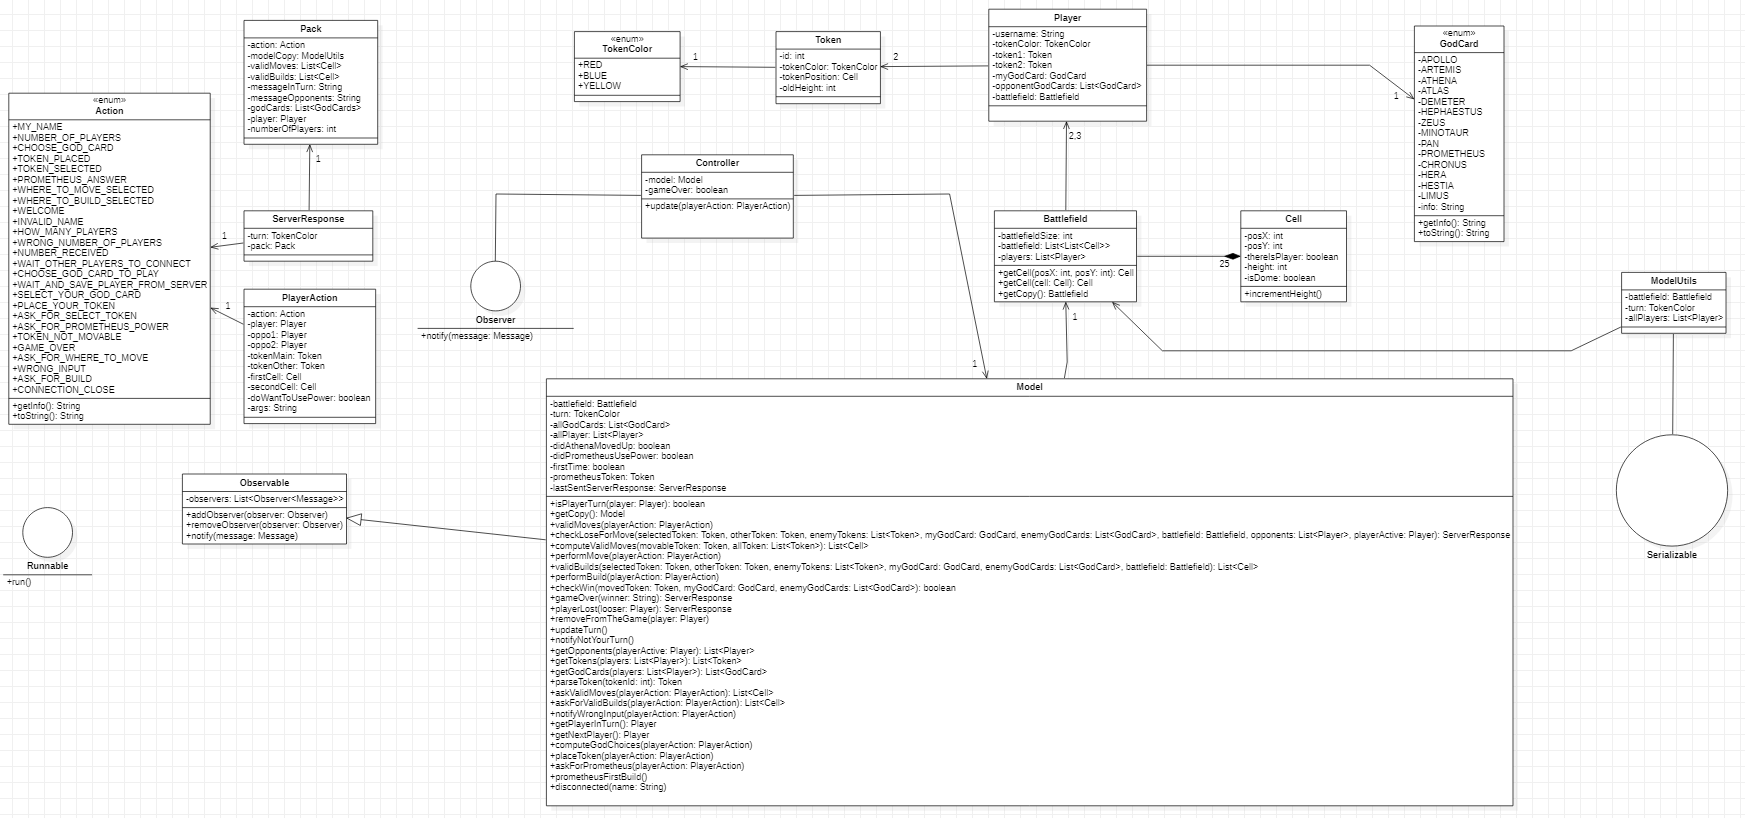 Pack
-action: Action
-modelCopy: ModelUtils
-validMoves: List<Cell>
-validBuilds: List<Cell>
-messageInTurn: String
-messageOpponents: String
-godCards: List<GodCards>
-player: Player
-numberOfPlayers: int
«enum»
TokenColor
+RED
+BLUE
+YELLOW
1
Token
-id: int
-tokenColor: TokenColor
-tokenPosition: Cell
-oldHeight: int
2
Player
-username: String
-tokenColor: TokenColor
-token1: Token
-token2: Token
-myGodCard: GodCard
-opponentGodCards: List<GodCard>
-battlefield: Battlefield
1
«enum»
GodCard
-APOLLO
-ARTEMIS
-ATHENA
-ATLAS
-DEMETER
-HEPHAESTUS
-ZEUS
-MINOTAUR
-PAN
-PROMETHEUS
-CHRONUS
-HERA
-HESTIA
-LIMUS
-info: String
+getInfo(): String
+toString(): String
«enum»
Action
+MY_NAME
+NUMBER_OF_PLAYERS
+CHOOSE_GOD_CARD
+TOKEN_PLACED
+TOKEN_SELECTED
+PROMETHEUS_ANSWER
+WHERE_TO_MOVE_SELECTED
+WHERE_TO_BUILD_SELECTED
+WELCOME
+INVALID_NAME
+HOW_MANY_PLAYERS
+WRONG_NUMBER_OF_PLAYERS
+NUMBER_RECEIVED
+WAIT_OTHER_PLAYERS_TO_CONNECT
+CHOOSE_GOD_CARD_TO_PLAY
+WAIT_AND_SAVE_PLAYER_FROM_SERVER
+SELECT_YOUR_GOD_CARD
+PLACE_YOUR_TOKEN
+ASK_FOR_SELECT_TOKEN
+ASK_FOR_PROMETHEUS_POWER
+TOKEN_NOT_MOVABLE
+GAME_OVER
+ASK_FOR_WHERE_TO_MOVE
+WRONG_INPUT
+ASK_FOR_BUILD
+CONNECTION_CLOSE
+getInfo(): String
+toString(): String
1
ServerResponse
-turn: TokenColor
-pack: Pack
1
PlayerAction
-action: Action
-player: Player
-oppo1: Player
-oppo2: Player
-tokenMain: Token
-tokenOther: Token
-firstCell: Cell
-secondCell: Cell
-doWantToUsePower: boolean
-args: String
1
Controller
-model: Model
-gameOver: boolean
+update(playerAction: PlayerAction)
Observer
+notify(message: Message)
1
2,3
Battlefield
-battlefieldSize: int
-battlefield: List<List<Cell>>
-players: List<Player>
+getCell(posX: int, posY: int): Cell
+getCell(cell: Cell): Cell
+getCopy(): Battlefield
25
Cell
-posX: int
-posY: int
-thereIsPlayer: boolean
-height: int
-isDome: boolean
+incrementHeight()
1
ModelUtils
-battlefield: Battlefield
-turn: TokenColor
-allPlayers: List<Player>
Serializable
Observable
-observers: List<Observer<Message>>
+addObserver(observer: Observer)
+removeObserver(observer: Observer)
+notify(message: Message)
Runnable
+run()
Model
-battlefield: Battlefield
-turn: TokenColor
-allGodCards: List<GodCard>
-allPlayer: List<Player>
-didAthenaMovedUp: boolean
-didPrometheusUsePower: boolean
-firstTime: boolean
-prometheusToken: Token
-lastSentServerResponse: ServerResponse
+isPlayerTurn(player: Player): boolean
+getCopy(): Model
+validMoves(playerAction: PlayerAction)
+checkLoseForMove(selectedToken: Token, otherToken: Token, enemyTokens: List<Token>, myGodCard: GodCard, enemyGodCards: List<GodCard>, battlefield: Battlefield, opponents: List<Player>, playerActive: Player): ServerResponse
+computeValidMoves(movableToken: Token, allToken: List<Token>): List<Cell>
+performMove(playerAction: PlayerAction)
+validBuilds(selectedToken: Token, otherToken: Token, enemyTokens: List<Token>, myGodCard: GodCard, enemyGodCards: List<GodCard>, battlefield: Battlefield): List<Cell>
+performBuild(playerAction: PlayerAction)
+checkWin(movedToken: Token, myGodCard: GodCard, enemyGodCards: List<GodCard>): boolean
+gameOver(winner: String): ServerResponse
+playerLost(looser: Player): ServerResponse
+removeFromTheGame(player: Player)
+updateTurn()
+notifyNotYourTurn()
+getOpponents(playerActive: Player): List<Player>
+getTokens(players: List<Player>): List<Token>
+getGodCards(players: List<Player>): List<GodCard>
+parseToken(tokenId: int): Token
+askValidMoves(playerAction: PlayerAction): List<Cell>
+askForValidBuilds(playerAction: PlayerAction): List<Cell>
+notifyWrongInput(playerAction: PlayerAction)
+getPlayerInTurn(): Player
+getNextPlayer(): Player
+computeGodChoices(playerAction: PlayerAction)
+placeToken(playerAction: PlayerAction)
+askForPrometheus(playerAction: PlayerAction)
+prometheusFirstBuild()
+disconnected(name: String)